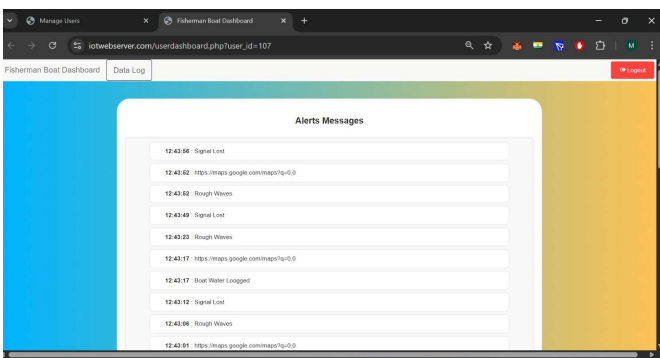 Manage Users
Fisherman Boat Dashboard
iotwebserver.com/userdashboard.php?user_id=107
M
Fisherman Boat Dashboard Data Log Logout
Alerts Messages
12:43:56 : Signal Lost
12:43:52 : https://maps.google.com/maps?q=0,0
12:43:52 : Rough Waves
12:43:49 : Signal Lost
12:43:23 : Rough Waves
12:43:17 : https://maps.google.com/maps?q=0,0
12:43:17 : Boat Water Loogged
12:43:12 : Signal Lost
12:43:06 : Rough Waves
12:43:01 : https://maps.google.com/maps?q=0,0